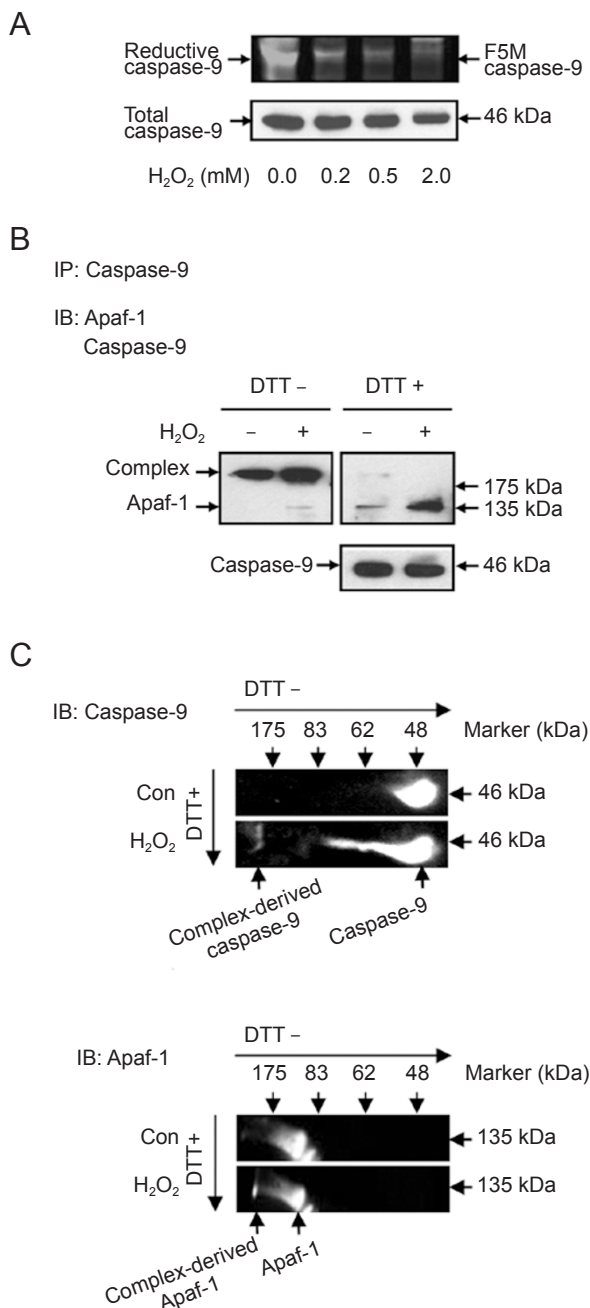 A
Reductive
caspase-9
F5M
caspase-9
Total
caspase-9
46 kDa
H₂O₂ (mM) 0.0 0.2 0.5 2.0
B
IP: Caspase-9
IB: Apaf-1
Caspase-9
DTT – DTT +
H₂O₂ – + – +
Complex
175 kDa
Apaf-1
135 kDa
Caspase-9
46 kDa
C
DTT –
IB: Caspase-9
175 83 62 48 Marker (kDa)
DTT+
Con
46 kDa
H₂O₂
46 kDa
Complex-derived
caspase-9
Caspase-9
DTT –
IB: Apaf-1
175 83 62 48 Marker (kDa)
DTT+
Con
135 kDa
H₂O₂
135 kDa
Complex-derived
Apaf-1
Apaf-1